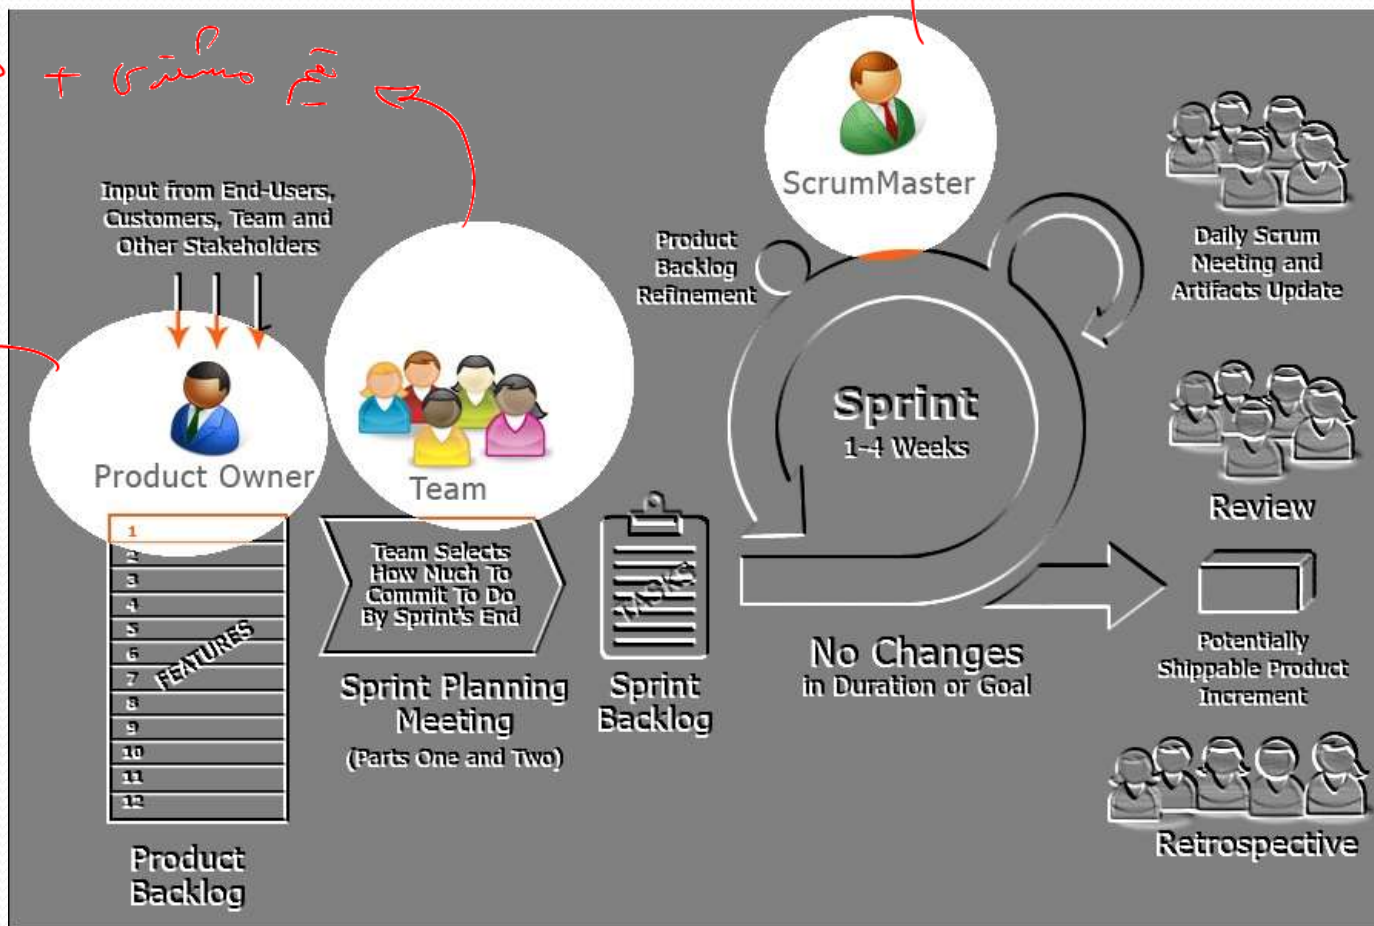 +
ScrumMaster
Input from End-Users,
Customers, Team and
Other Stakeholders
Product
Backlog
Refinement
Daily Scrum
Meeting and
Artifacts Update
Product Owner
Team
Sprint
1-4 Weeks
Review
1
2
3
4
5
6
7
8
9
10
11
12
FEATURES
Team Selects
How Much To
Commit To Do
By Sprint's End
TASKS
Sprint Planning
Meeting
(Parts One and Two)
Sprint
Backlog
No Changes
in Duration or Goal
Potentially
Shippable Product
Increment
Retrospective
Product
Backlog